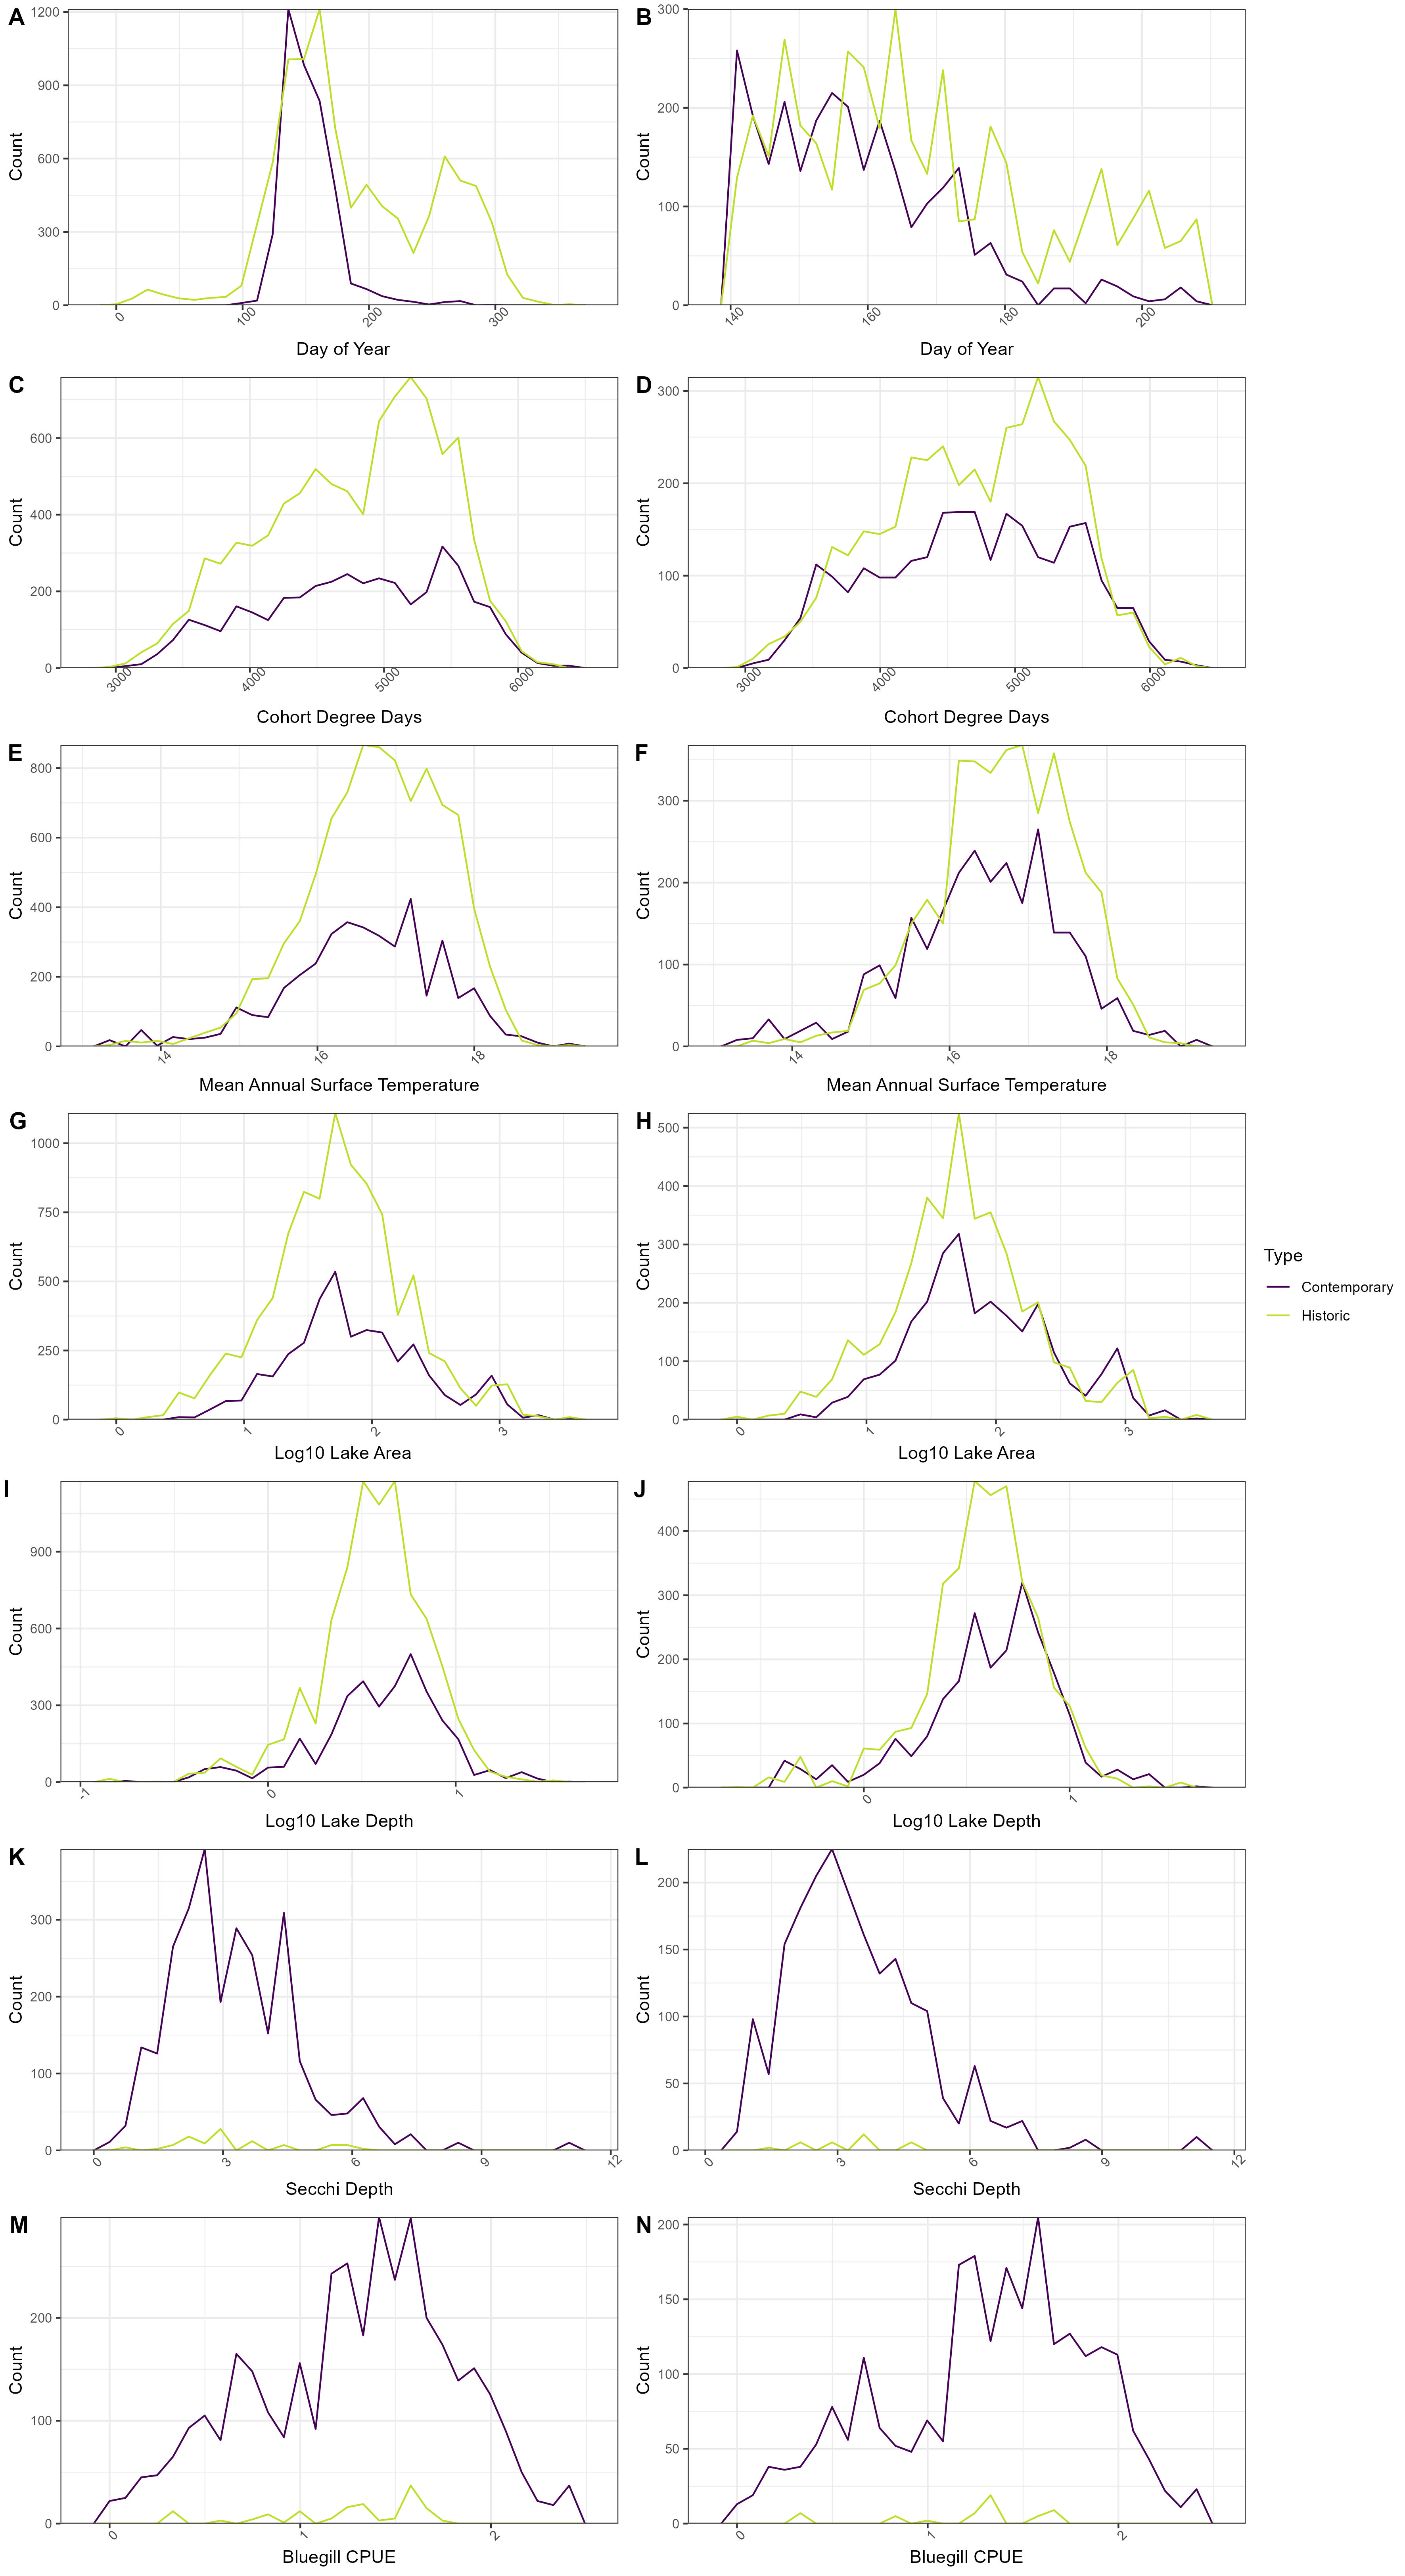 A
1200
900
600
300
0
Count
0 100 200 300
Day of Year
B
300
200
100
0
Count
140 160 180 200
Day of Year
C
600
400
200
0
Count
3000 4000 5000 6000
Cohort Degree Days
D
300
200
100
0
Count
3000 4000 5000 6000
Cohort Degree Days
E
800
600
400
200
0
Count
14 16 18
Mean Annual Surface Temperature
F
300
200
100
0
Count
14 16 18
Mean Annual Surface Temperature
G
1000
750
500
250
0
Count
0 1 2 3
Log10 Lake Area
H
500
400
300
200
100
0
Count
0 1 2 3
Log10 Lake Area
Type
Contemporary
Historic
I
900
600
300
0
Count
-1 0 1
Log10 Lake Depth
J
400
300
200
100
0
Count
0 1
Log10 Lake Depth
K
300
200
100
0
Count
0 3 6 9 12
Secchi Depth
L
200
150
100
50
0
Count
0 3 6 9 12
Secchi Depth
M
200
100
0
Count
0 1 2
Bluegill CPUE
N
200
150
100
50
0
Count
0 1 2
Bluegill CPUE